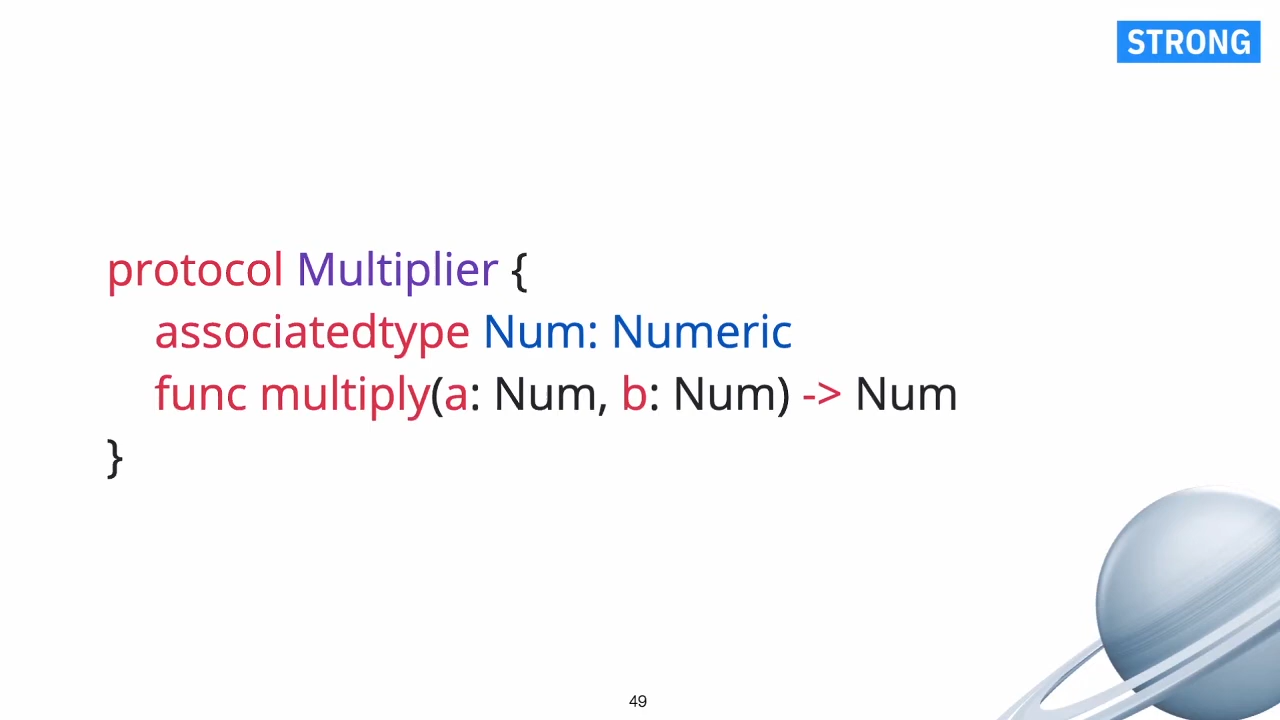 STRONG
protocol Multiplier {
    associatedtype Num: Numeric
    func multiply(a: Num, b: Num) -> Num
}
49